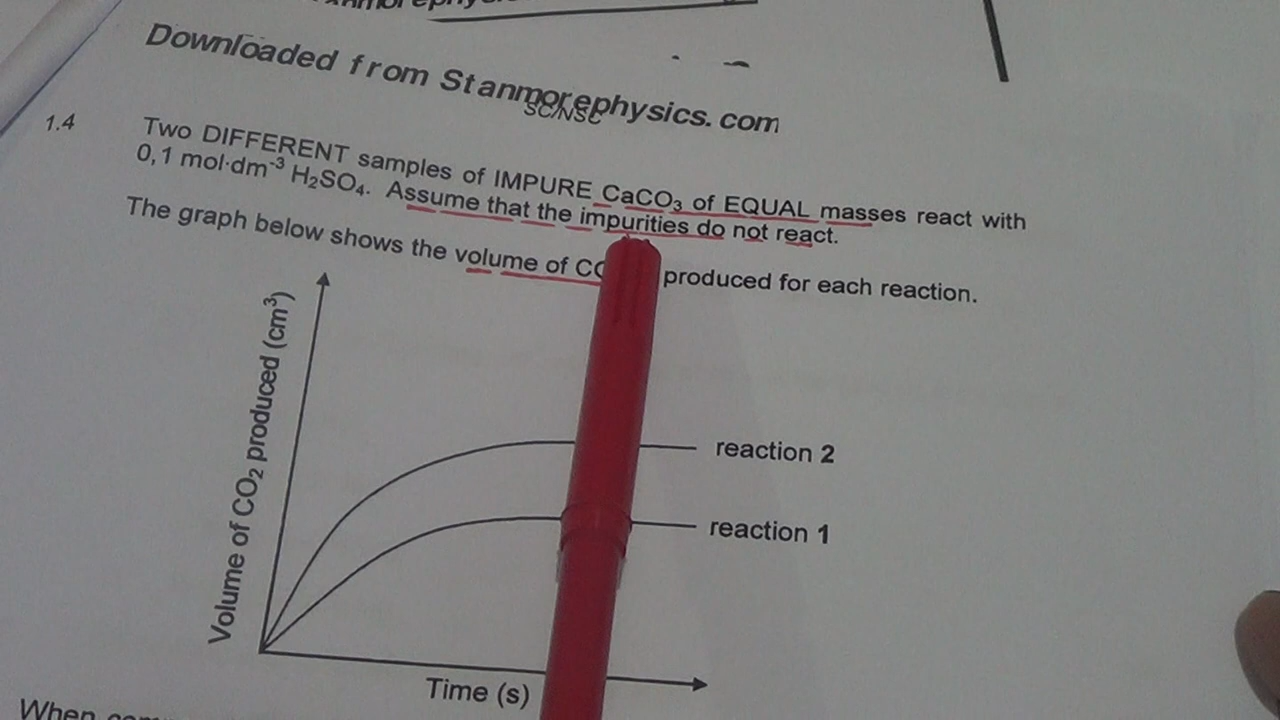 Downloaded from Stanmorephysics.com
SC/NSC
1.4 Two DIFFERENT samples of IMPURE CaCO₃ of EQUAL masses react with
0,1 mol·dm⁻³ H₂SO₄. Assume that the impurities do not react.
The graph below shows the volume of produced for each reaction.
Volume of CO₂ produced (cm³)
reaction 2
reaction 1
Time (s)
When